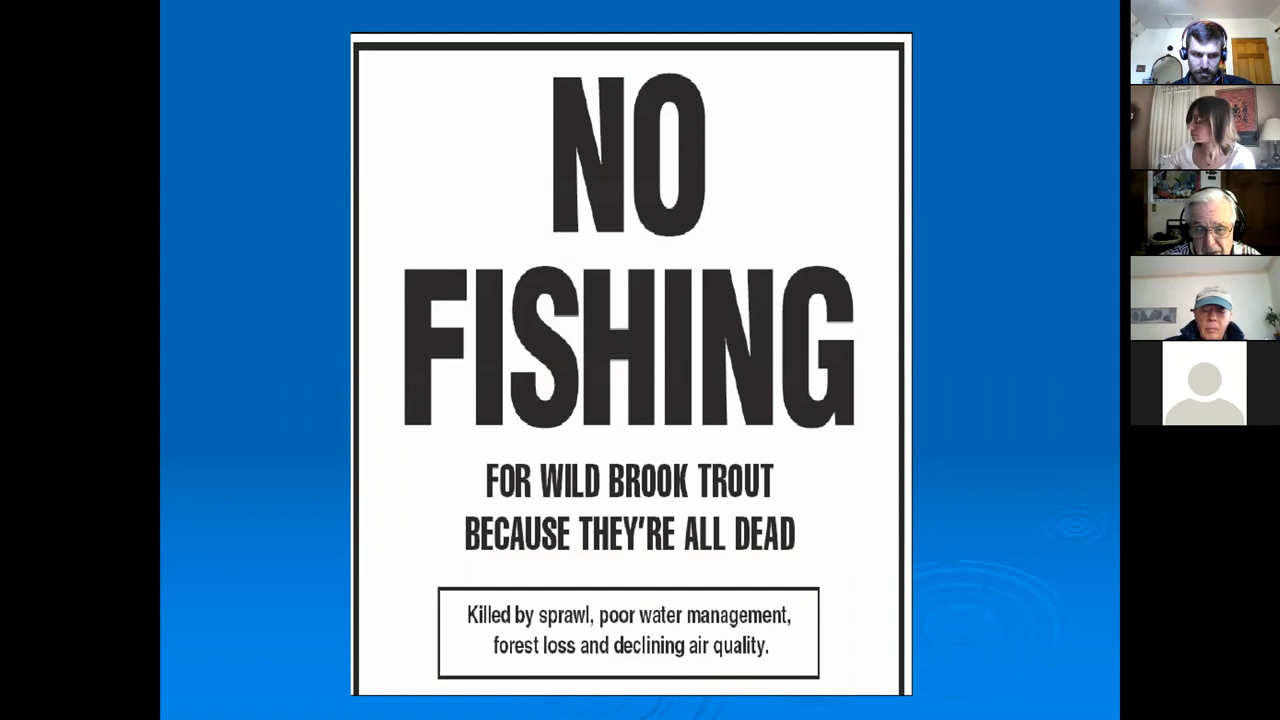 NO
FISHING
FOR WILD BROOK TROUT
BECAUSE THEY'RE ALL DEAD
Killed by sprawl, poor water management,
forest loss and declining air quality.